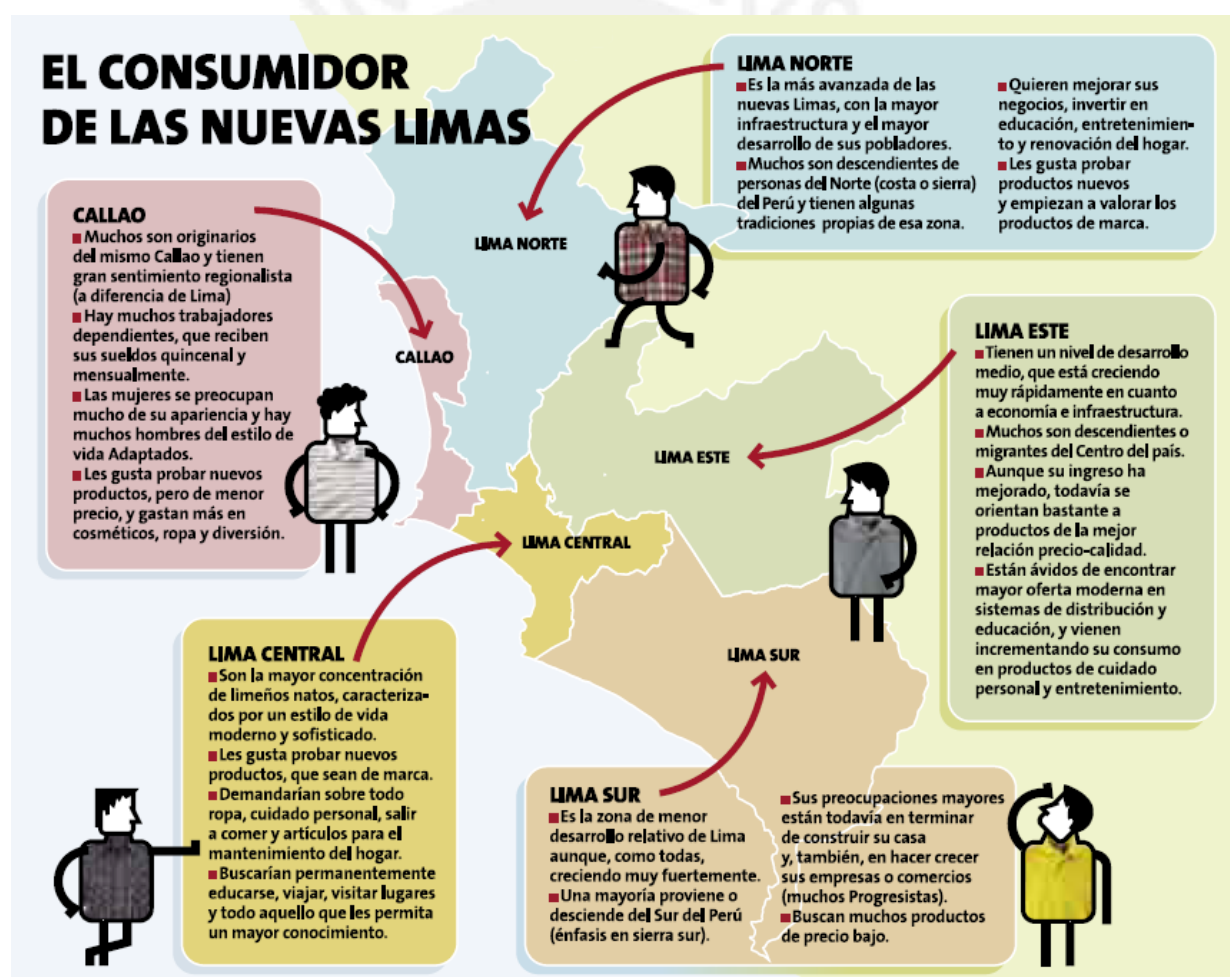 EL CONSUMIDOR
DE LAS NUEVAS LIMAS
LIMA NORTE
■Es la más avanzada de las
nuevas Limas, con la mayor
infraestructura y el mayor
desarrollo de sus pobladores.
■Muchos son descendientes de
personas del Norte (costa o sierra)
del Perú y tienen algunas
tradiciones propias de esa zona.
■Quieren mejorar sus
negocios, invertir en
educación, entretenimien-
to y renovación del hogar.
■Les gusta probar
productos nuevos
y empiezan a valorar los
productos de marca.
CALLAO
■Muchos son originarios
del mismo Callao y tienen
gran sentimiento regionalista
(a diferencia de Lima)
■Hay muchos trabajadores
dependientes, que reciben
sus sueldos quincenal y
mensualmente.
■Las mujeres se preocupan
mucho de su apariencia y hay
muchos hombres del estilo de
vida Adaptados.
■Les gusta probar nuevos
productos, pero de menor
precio, y gastan más en
cosméticos, ropa y diversión.
LIMA NORTE
CALLAO
LIMA ESTE
LIMA CENTRAL
LIMA SUR
LIMA ESTE
■Tienen un nivel de desarrollo
medio, que está creciendo
muy rápidamente en cuanto
a economía e infraestructura.
■Muchos son descendientes o
migrantes del Centro del país.
■Aunque su ingreso ha
mejorado, todavía se
orientan bastante a
productos de la mejor
relación precio-calidad.
■Están ávidos de encontrar
mayor oferta moderna en
sistemas de distribución y
educación, y vienen
incrementando su consumo
en productos de cuidado
personal y entretenimiento.
LIMA CENTRAL
■Son la mayor concentración
de limeños natos, caracteriza-
dos por un estilo de vida
moderno y sofisticado.
■Les gusta probar nuevos
productos, que sean de marca.
■Demandarían sobre todo
ropa, cuidado personal, salir
a comer y artículos para el
mantenimiento del hogar.
■Buscarían permanentemente
educarse, viajar, visitar lugares
y todo aquello que les permita
un mayor conocimiento.
LIMA SUR
■Es la zona de menor
desarrollo relativo de Lima
aunque, como todas,
creciendo muy fuertemente.
■Una mayoría proviene o
desciende del Sur del Perú
(énfasis en sierra sur).
■Sus preocupaciones mayores
están todavía en terminar
de construir su casa
y, también, en hacer crecer
sus empresas o comercios
(muchos Progresistas).
■Buscan muchos productos
de precio bajo.